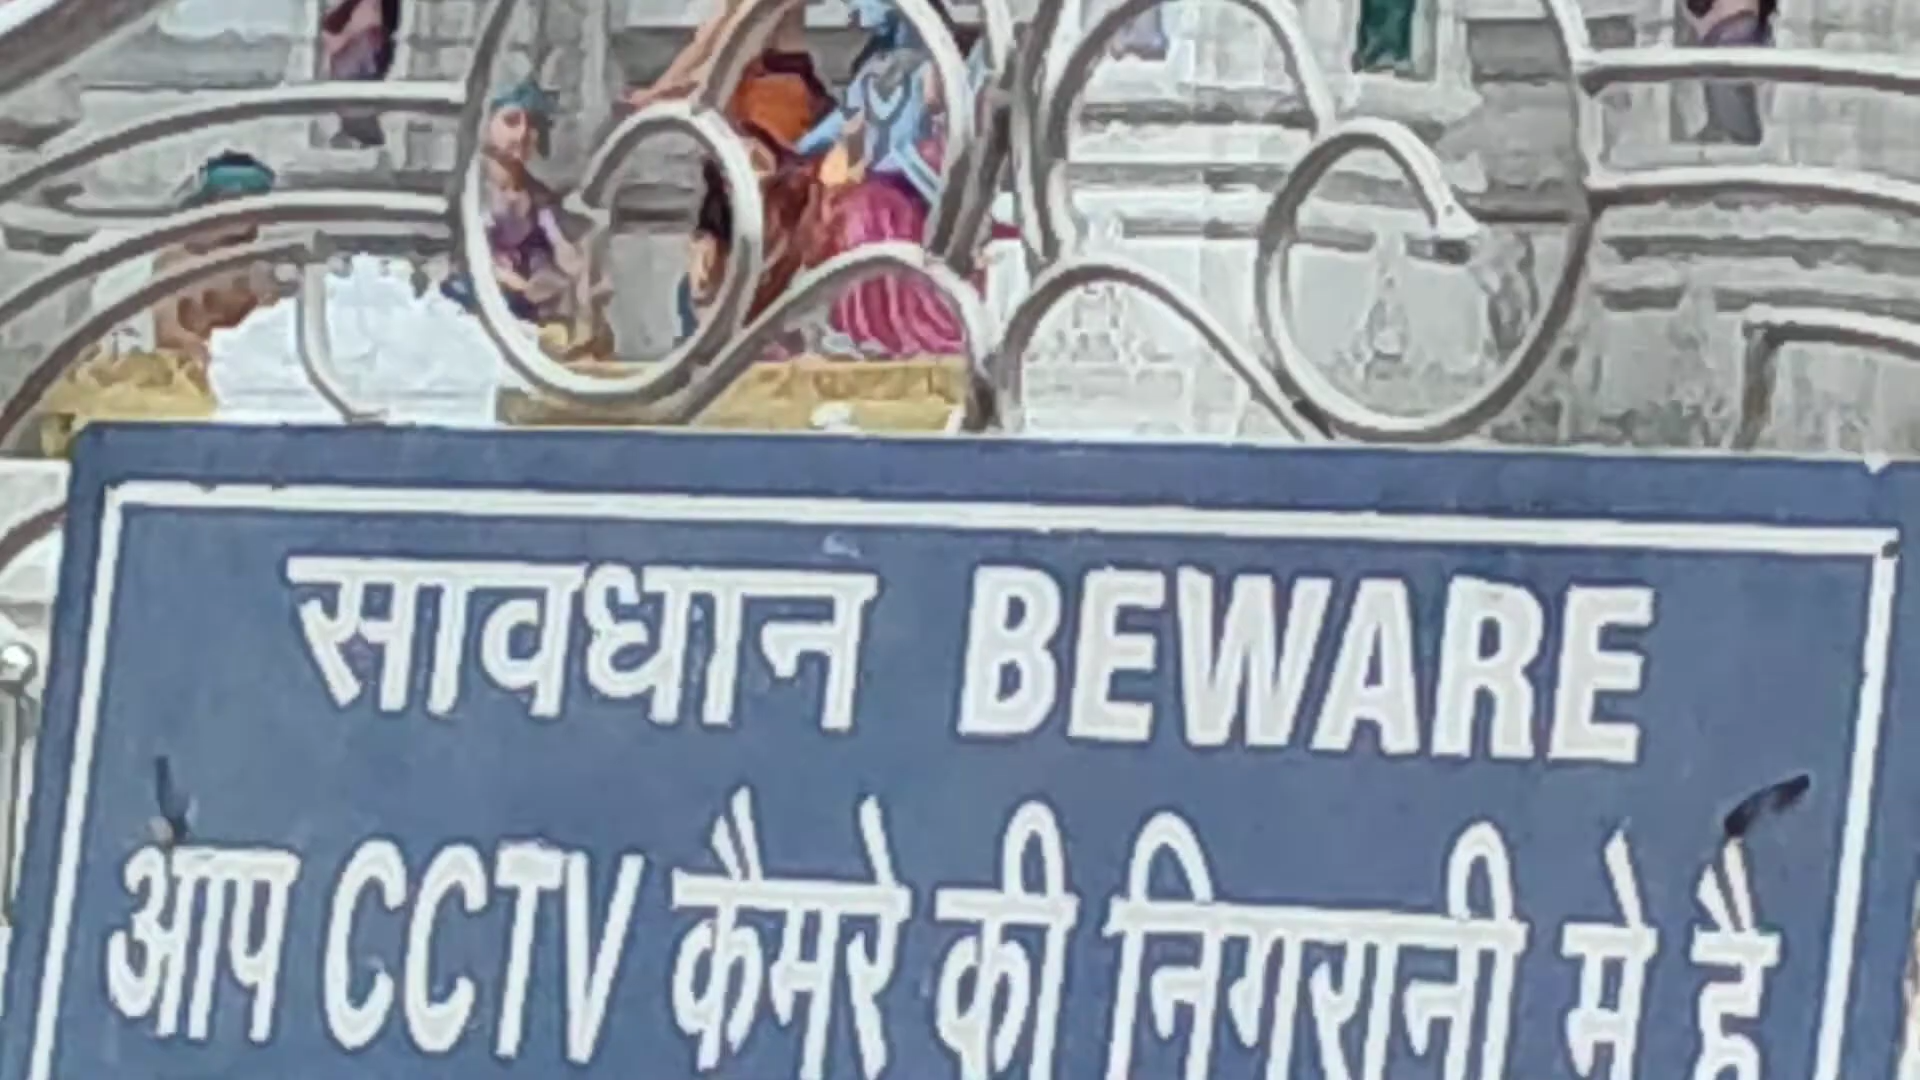 सावधान BEWARE
आप CCTV कैमरे की निगरानी मे हैं